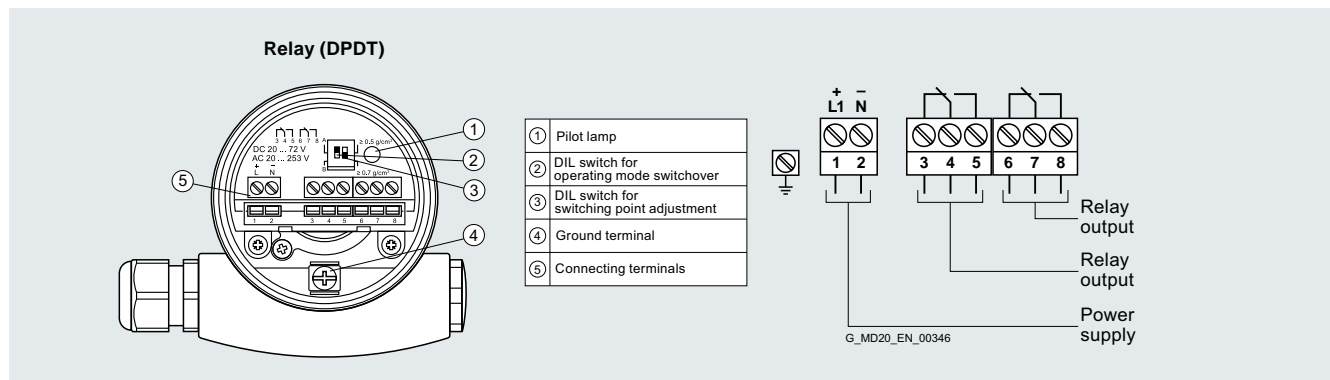 Relay (DPDT)
3 4 5 6 7 8
A
≥ 0.5 g/cm³
DC 20 ... 72 V
AC 20 ... 253 V
B
≥ 0.7 g/cm³
+ –
L N
1 2 3 4 5 6 7 8
1
2
3
4
5
1 Pilot lamp
2 DIL switch for
operating mode switchover
3 DIL switch for
switching point adjustment
4 Ground terminal
5 Connecting terminals
+ –
L1 N
1 2 3 4 5 6 7 8
Relay
output
Relay
output
Power
supply
G_MD20_EN_00346